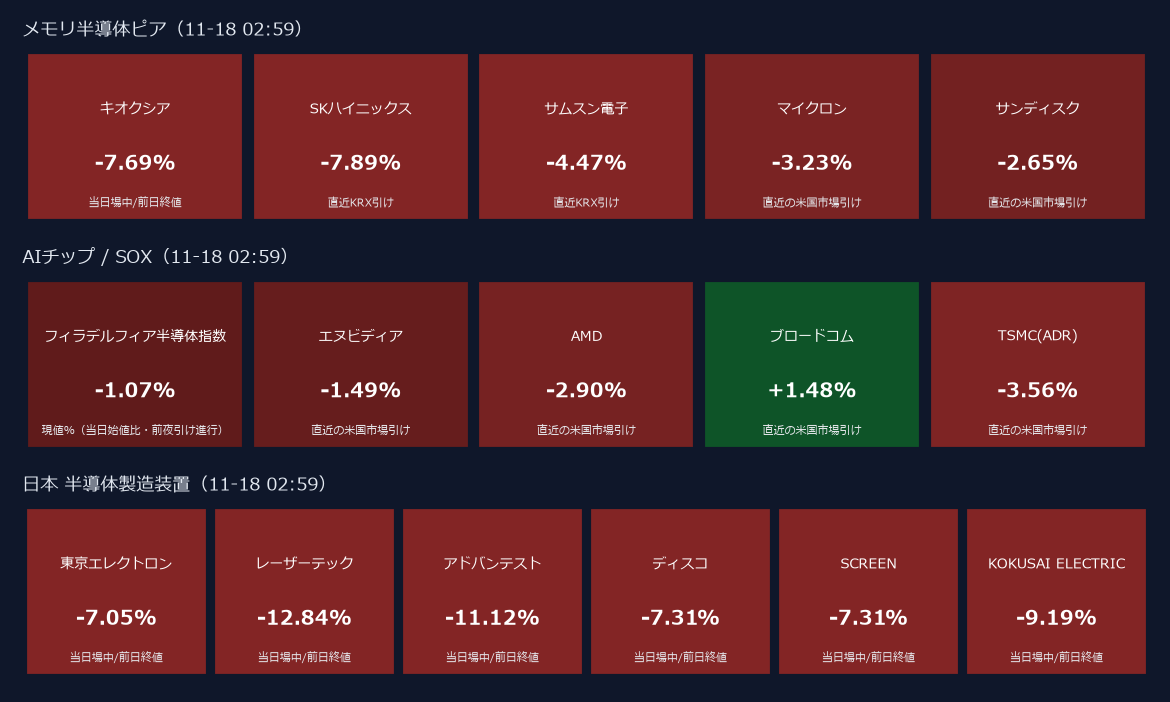 メモリ半導体ピア（11-18 02:59）
キオクシア
-7.69%
当日場中/前日終値
SKハイニックス
-7.89%
直近KRX引け
サムスン電子
-4.47%
直近KRX引け
マイクロン
-3.23%
直近の米国市場引け
サンディスク
-2.65%
直近の米国市場引け
AIチップ / SOX（11-18 02:59）
フィラデルフィア半導体指数
-1.07%
現値%（当日始値比・前夜引け進行）
エヌビディア
-1.49%
直近の米国市場引け
AMD
-2.90%
直近の米国市場引け
ブロードコム
+1.48%
直近の米国市場引け
TSMC(ADR)
-3.56%
直近の米国市場引け
日本 半導体製造装置（11-18 02:59）
東京エレクトロン
-7.05%
当日場中/前日終値
レーザーテック
-12.84%
当日場中/前日終値
アドバンテスト
-11.12%
当日場中/前日終値
ディスコ
-7.31%
当日場中/前日終値
SCREEN
-7.31%
当日場中/前日終値
KOKUSAI ELECTRIC
-9.19%
当日場中/前日終値